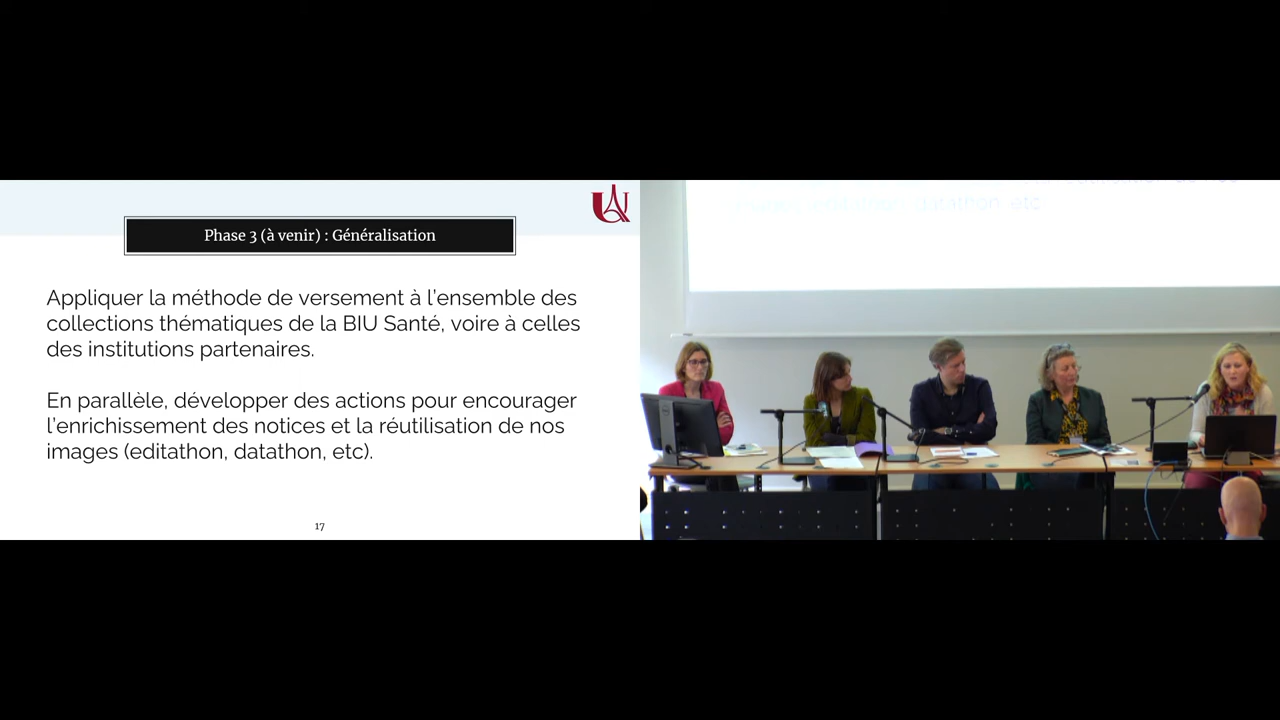 Phase 3 (à venir) : Généralisation
Appliquer la méthode de versement à l'ensemble des
collections thématiques de la BIU Santé, voire à celles
des institutions partenaires.
En parallèle, développer des actions pour encourager
l'enrichissement des notices et la réutilisation de nos
images (editathon, datathon, etc).
17
datathon, etc